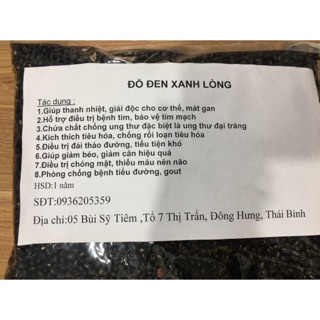 ĐỖ ĐEN XANH LÒNG
Tác dụng :
1.Giúp thanh nhiệt, giải độc cho cơ thể, mát gan
2.Hỗ trợ điều trị bệnh tim, bảo vệ tim mạch
3.Chứa chất chống ung thư đặc biệt là ung thư đại tràng
4.Kích thích tiêu hóa, chống rối loạn tiêu hóa
5.Điều trị đái tháo đường, tiểu tiện khó
6.Giúp giảm béo, giảm cân hiệu quả
7.Điều trị chóng mặt, thiếu máu nên não
8.Phòng chống bệnh tiểu đường, gout
HSD:1 năm
SĐT:0936205359
Địa chỉ:05 Bùi Sỹ Tiêm ,Tổ 7 Thị Trấn, Đông Hưng, Thái Bình